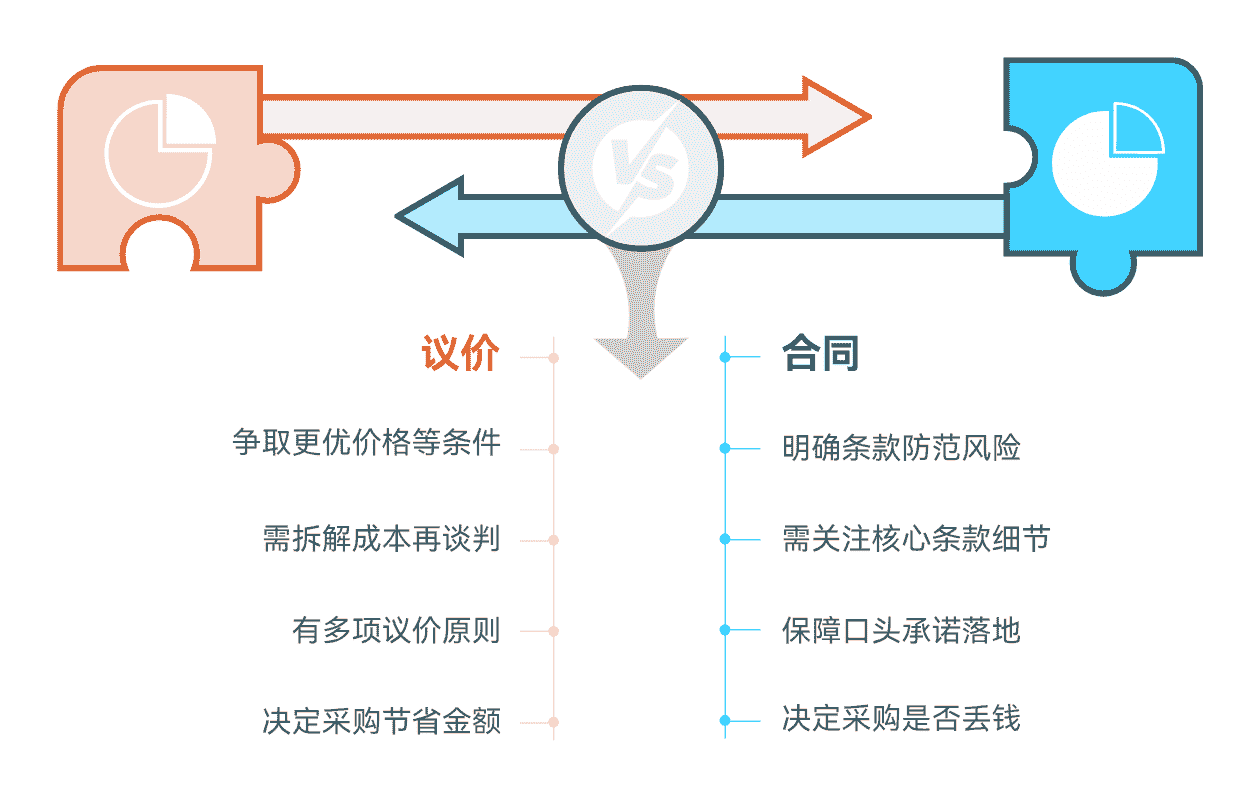 VS
议价
合同
争取更优价格等条件
明确条款防范风险
需拆解成本再谈判
需关注核心条款细节
有多项议价原则
保障口头承诺落地
决定采购节省金额
决定采购是否丢钱